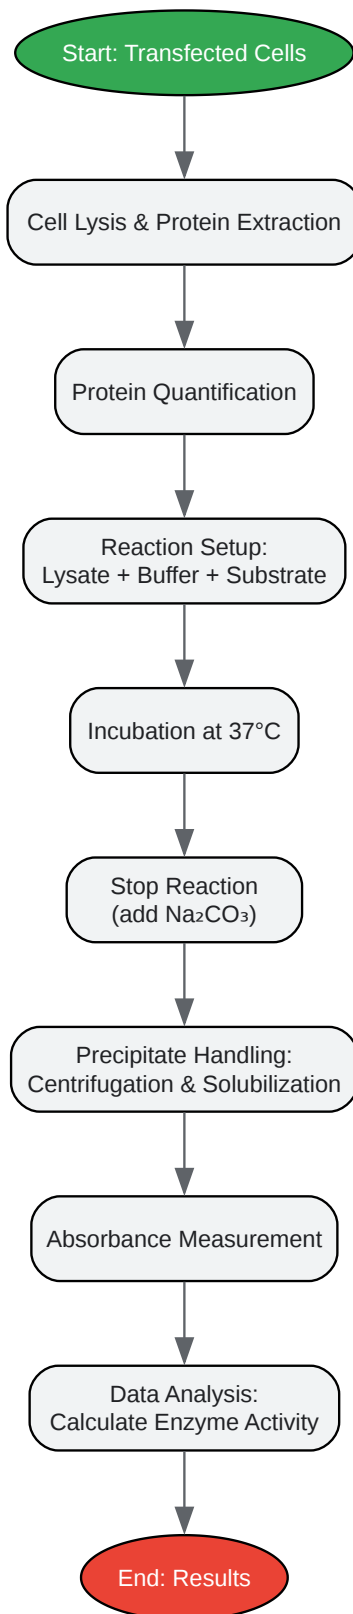 Start: Transfected Cells
Cell Lysis & Protein Extraction
Protein Quantification
Reaction Setup:
Lysate + Buffer + Substrate
Incubation at 37°C
Stop Reaction
(add Na₂CO₃)
Precipitate Handling:
Centrifugation & Solubilization
Absorbance Measurement
Data Analysis:
Calculate Enzyme Activity
End: Results